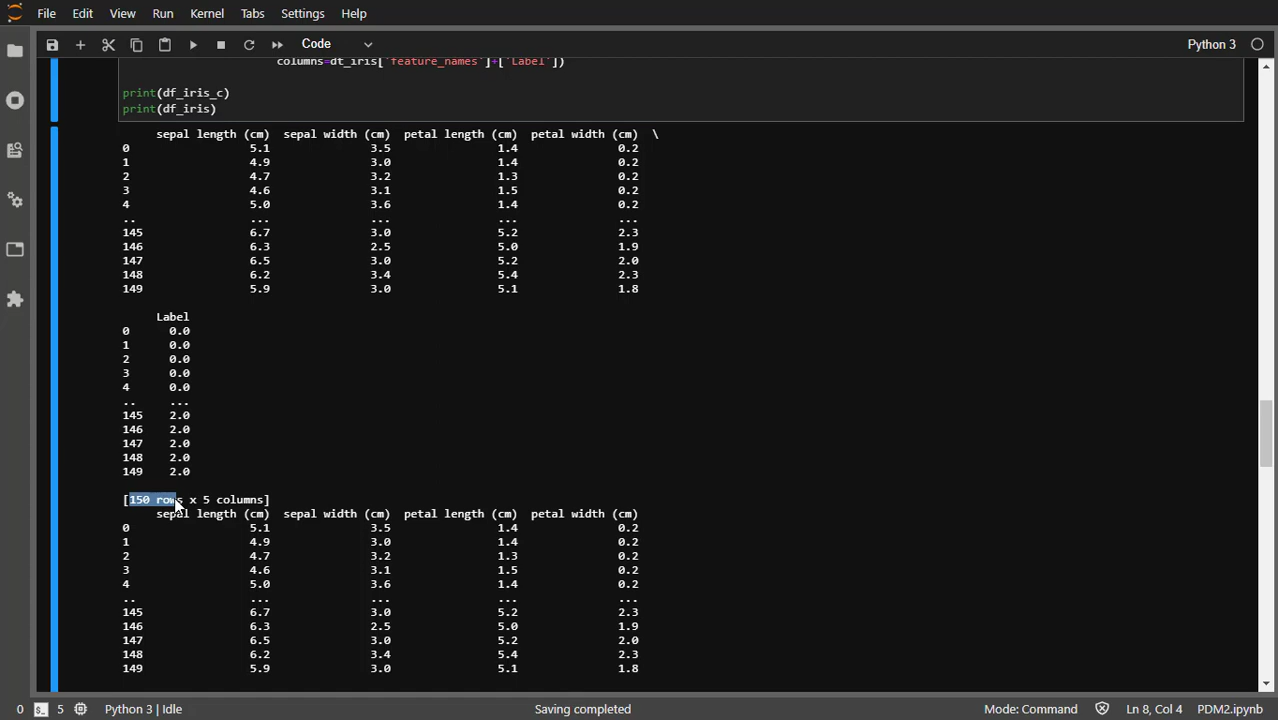 File Edit View Run Kernel Tabs Settings Help
Code Python 3
columns=dt_iris['feature_names']+['Label'])
print(df_iris_c)
print(df_iris)
sepal length (cm) sepal width (cm) petal length (cm) petal width (cm) \
0 5.1 3.5 1.4 0.2
1 4.9 3.0 1.4 0.2
2 4.7 3.2 1.3 0.2
3 4.6 3.1 1.5 0.2
4 5.0 3.6 1.4 0.2
.. ... ... ... ...
145 6.7 3.0 5.2 2.3
146 6.3 2.5 5.0 1.9
147 6.5 3.0 5.2 2.0
148 6.2 3.4 5.4 2.3
149 5.9 3.0 5.1 1.8
Label
0 0.0
1 0.0
2 0.0
3 0.0
4 0.0
.. ...
145 2.0
146 2.0
147 2.0
148 2.0
149 2.0
[150 rows x 5 columns]
sepal length (cm) sepal width (cm) petal length (cm) petal width (cm)
0 5.1 3.5 1.4 0.2
1 4.9 3.0 1.4 0.2
2 4.7 3.2 1.3 0.2
3 4.6 3.1 1.5 0.2
4 5.0 3.6 1.4 0.2
.. ... ... ... ...
145 6.7 3.0 5.2 2.3
146 6.3 2.5 5.0 1.9
147 6.5 3.0 5.2 2.0
148 6.2 3.4 5.4 2.3
149 5.9 3.0 5.1 1.8
0 5 Python 3 | Idle Saving completed Mode: Command Ln 8, Col 4 PDM2.ipynb